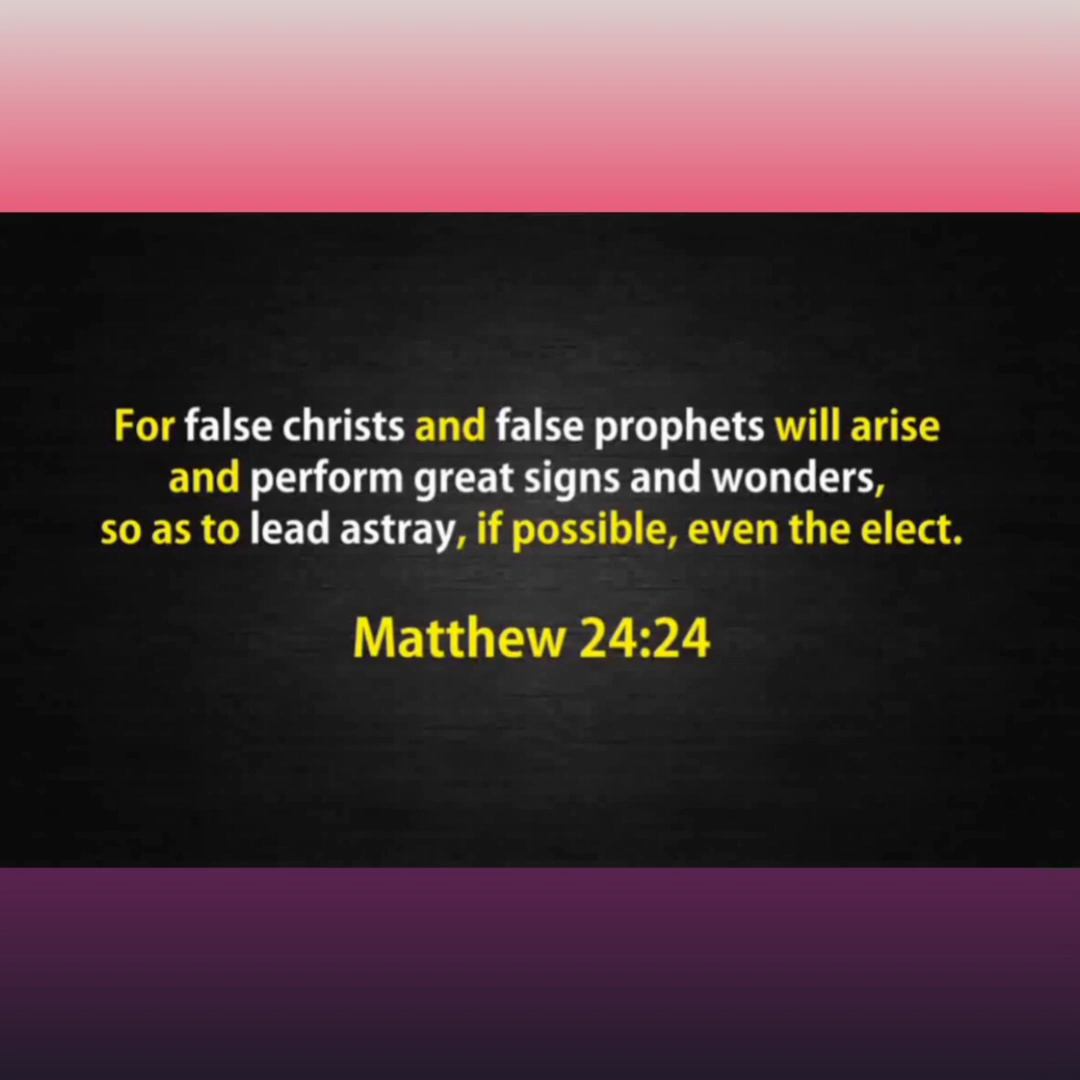 For false christs and false prophets will arise
and perform great signs and wonders,
so as to lead astray, if possible, even the elect.
Matthew 24:24